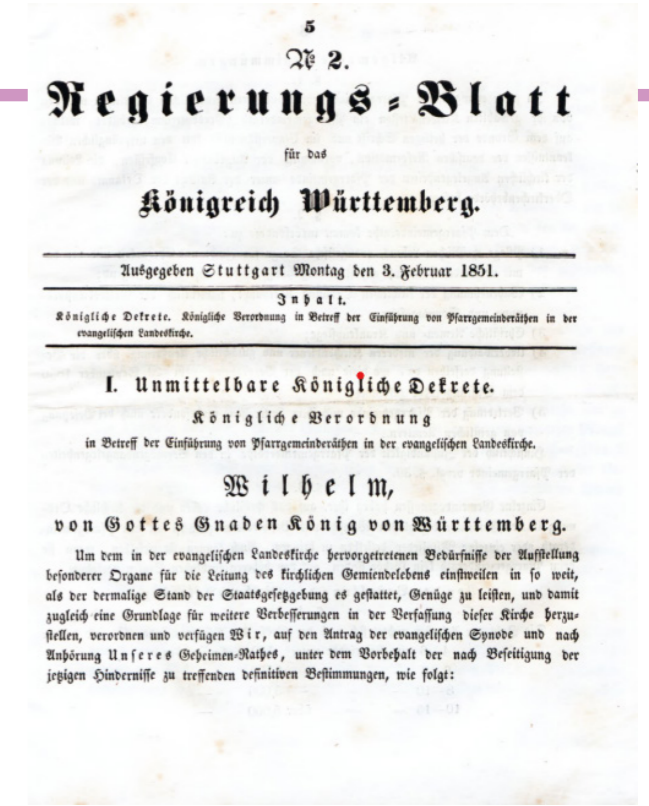 5
№ 2.
Regierungs-Blatt
für das
Königreich Württemberg.
Ausgegeben Stuttgart Montag den 3. Februar 1851.
Inhalt.
Königliche Dekrete. Königliche Verordnung in Betreff der Einführung von Pfarrgemeinderäthen in der
evangelischen Landeskirche.
I. Unmittelbare Königliche Dekrete.
Königliche Verordnung
in Betreff der Einführung von Pfarrgemeinderäthen in der evangelischen Landeskirche.
Wilhelm,
von Gottes Gnaden König von Württemberg.
Um dem in der evangelischen Landeskirche hervorgetretenen Bedürfnisse der Aufstellung
besonderer Organe für die Leitung des kirchlichen Gemiendelebens einstweilen in so weit,
als der dermalige Stand der Staatsgesetzgebung es gestattet, Genüge zu leisten, und damit
zugleich eine Grundlage für weitere Verbesserungen in der Verfassung dieser Kirche herzu-
stellen, verordnen und verfügen Wir, auf den Antrag der evangelischen Synode und nach
Anhörung Unseres Geheimen-Rathes, unter dem Vorbehalt der nach Beseitigung der
jetzigen Hindernisse zu treffenden definitiven Bestimmungen, wie folgt: